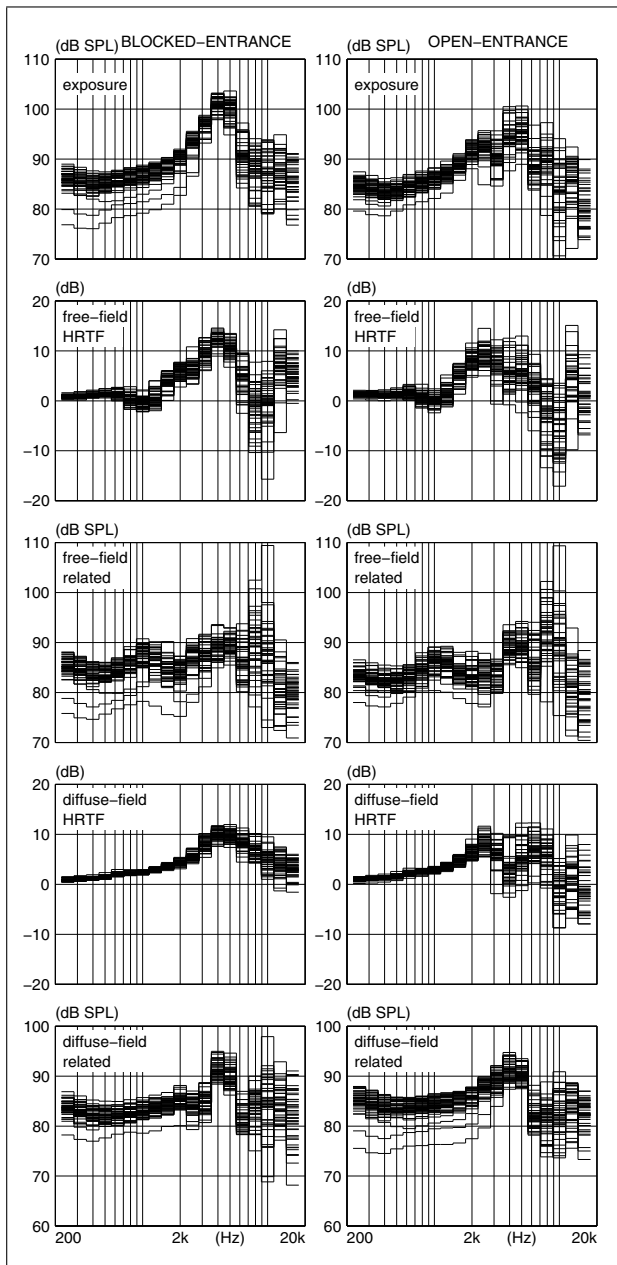 (dB SPL) BLOCKED−ENTRANCE
(dB SPL) OPEN−ENTRANCE
110
100
90
80
70
exposure
110
100
90
80
70
exposure
(dB)
20
10
0
−10
−20
free−field
HRTF
(dB)
20
10
0
−10
−20
free−field
HRTF
(dB SPL)
110
100
90
80
70
free−field
related
(dB SPL)
110
100
90
80
70
free−field
related
(dB)
20
10
0
−10
−20
diffuse−field
HRTF
(dB)
20
10
0
−10
−20
diffuse−field
HRTF
(dB SPL)
100
90
80
70
60
diffuse−field
related
200 2k (Hz) 20k
(dB SPL)
100
90
80
70
60
diffuse−field
related
200 2k (Hz) 20k